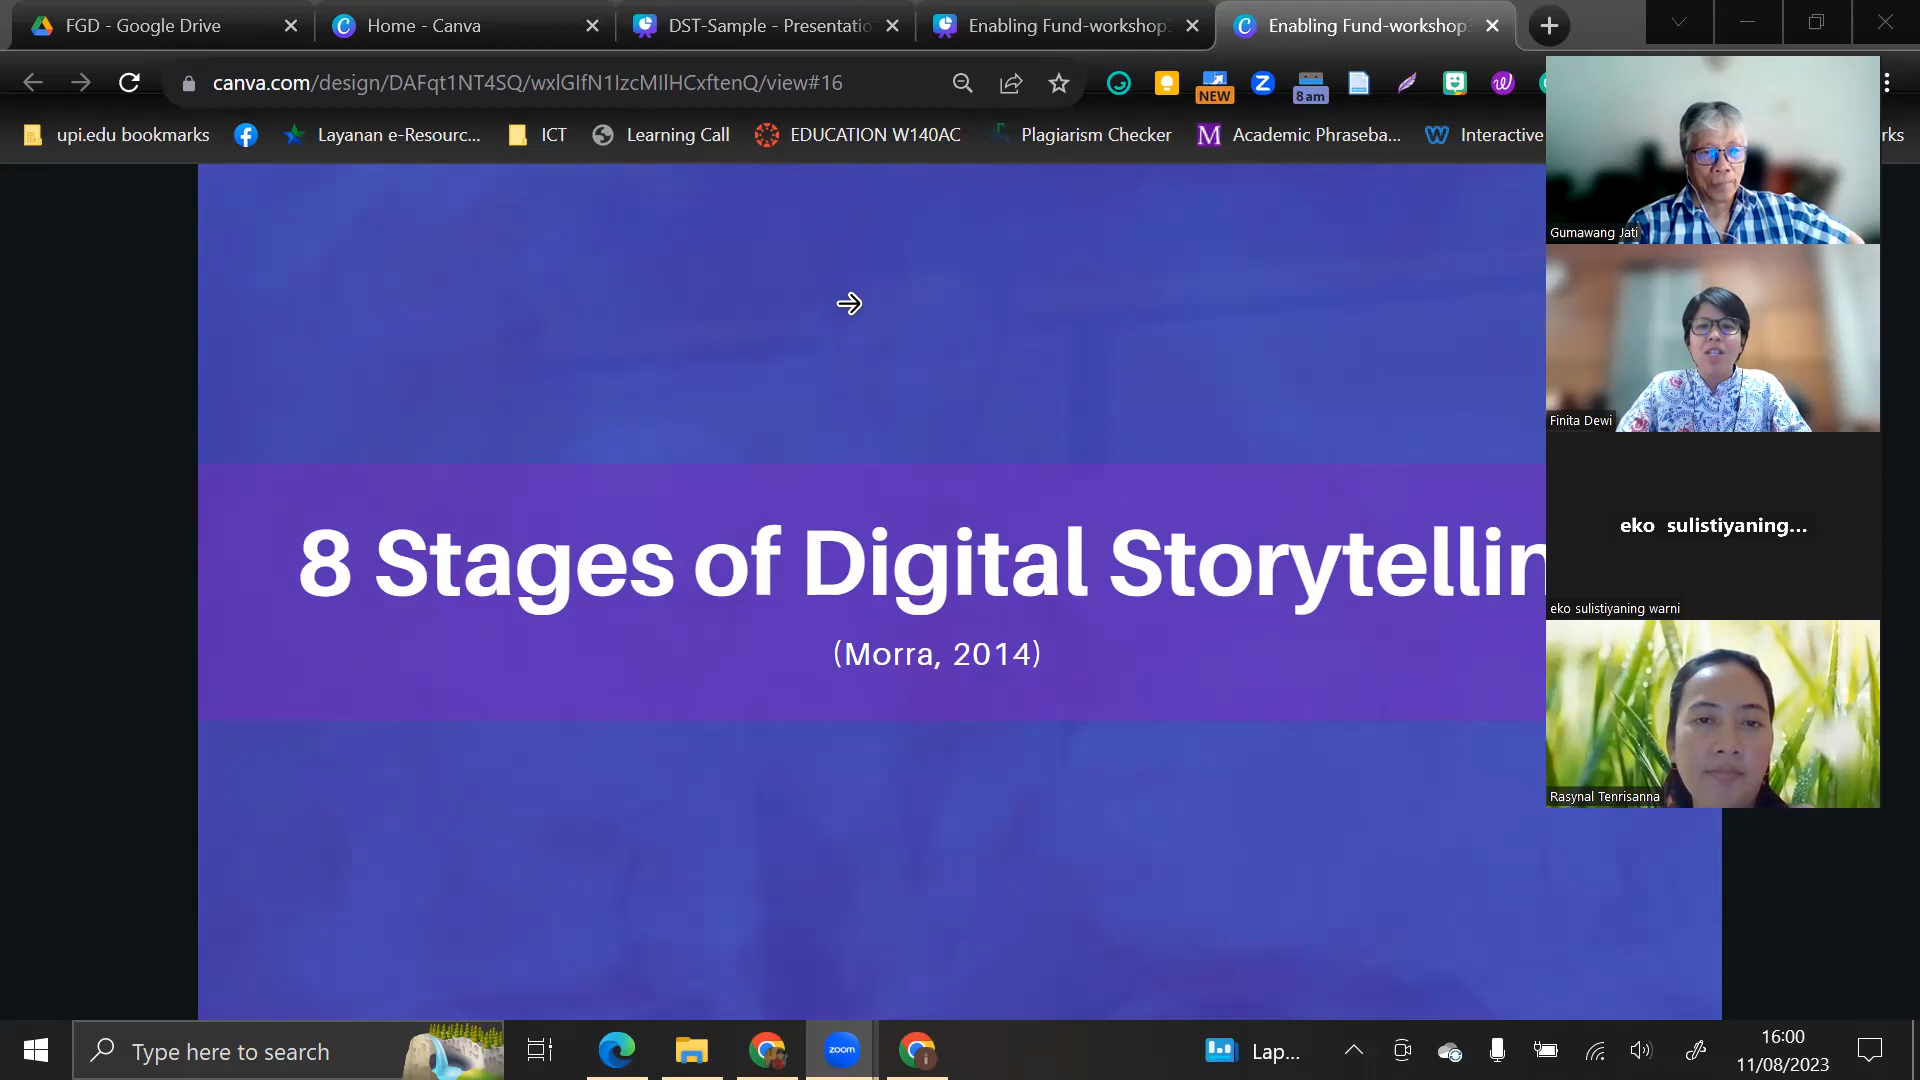 FGD - Google Drive
Home - Canva
DST-Sample - Presentatio
Enabling Fund-workshop
Enabling Fund-workshop
canva.com/design/DAFqt1NT4SQ/wxlGIfN1IzcMIlHCxftenQ/view#16
NEW
8am
upi.edu bookmarks
Layanan e-Resourc...
ICT
Learning Call
EDUCATION W140AC
Plagiarism Checker
Academic Phraseba...
Interactive
rks
Gumawang Jati
Finita Dewi
eko sulistiyaning...
eko sulistiyaning warni
Rasynal Tenrisanna
8 Stages of Digital Storytellin
(Morra, 2014)
Type here to search
zoom
Lap...
16:00
11/08/2023